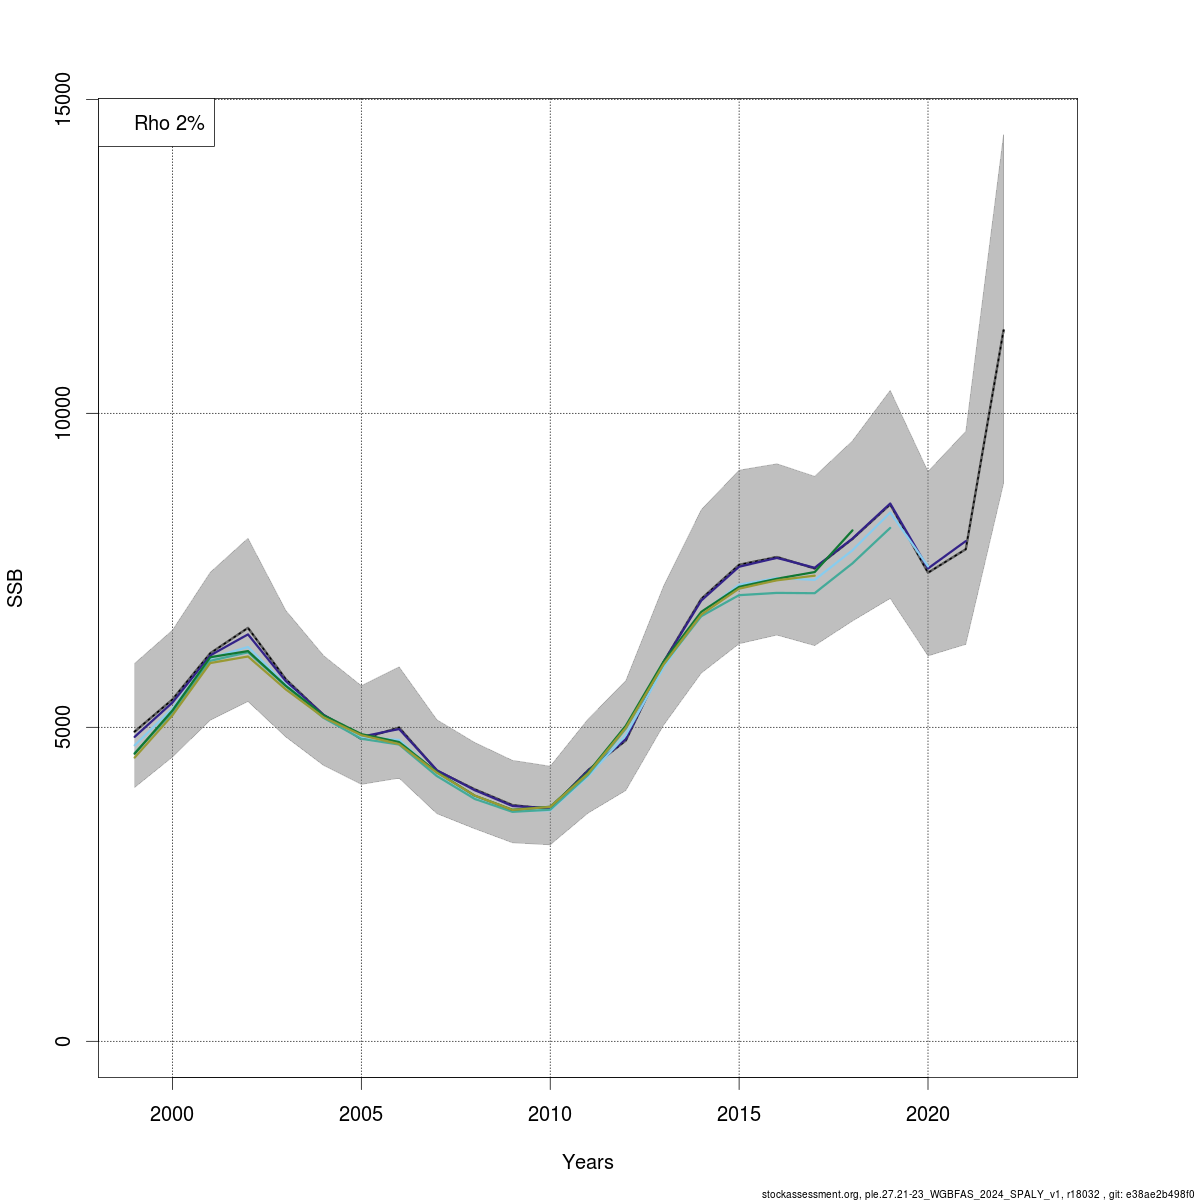 Rho 2%
15000
10000
5000
0
SSB
2000 2005 2010 2015 2020
Years
stockassessment.org, ple.27.21-23_WGBFAS_2024_SPALY_v1, r18032 , git: e38ae2b496f0